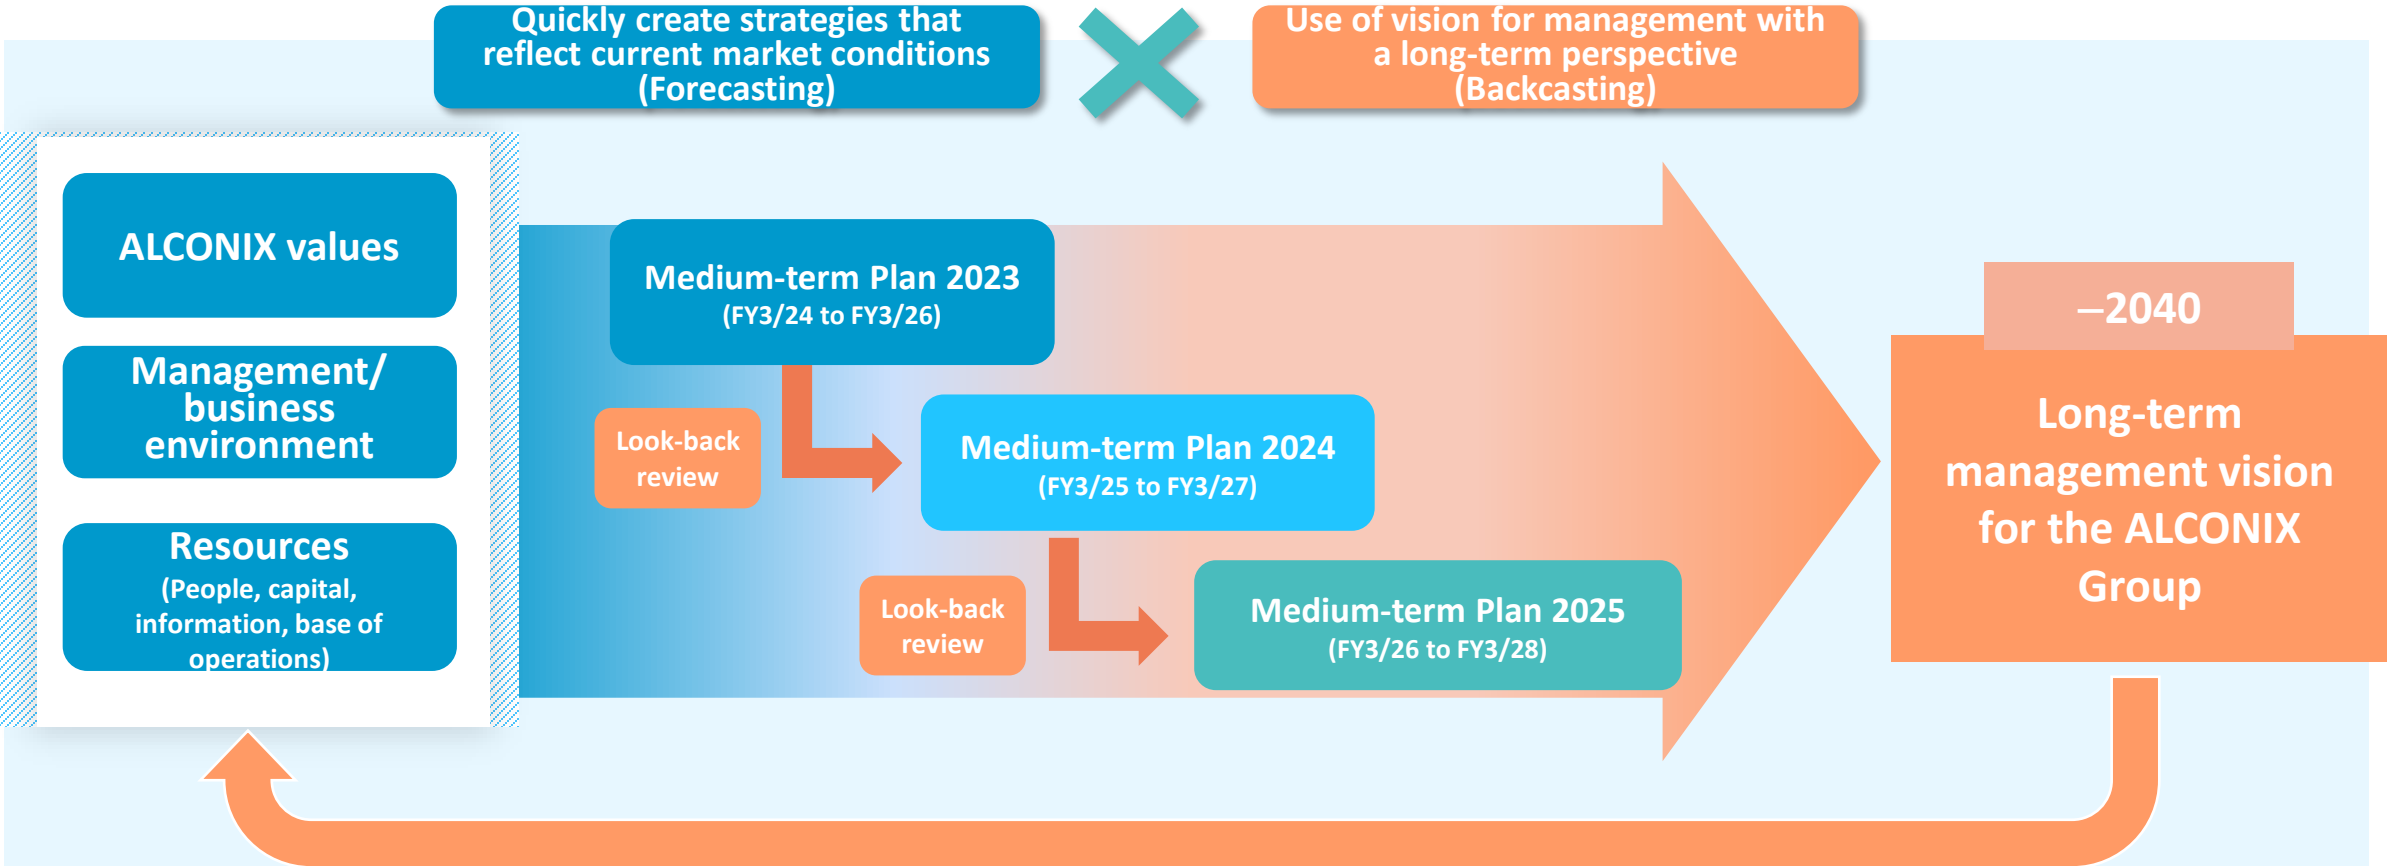 Quickly create strategies that
reflect current market conditions
(Forecasting)
Use of vision for management with
a long-term perspective
(Backcasting)
ALCONIX values
Management/
business
environment
Resources
(People, capital,
information, base of
operations)
Medium-term Plan 2023
(FY3/24 to FY3/26)
Look-back
review
Medium-term Plan 2024
(FY3/25 to FY3/27)
Look-back
review
Medium-term Plan 2025
(FY3/26 to FY3/28)
–2040
Long-term
management vision
for the ALCONIX
Group